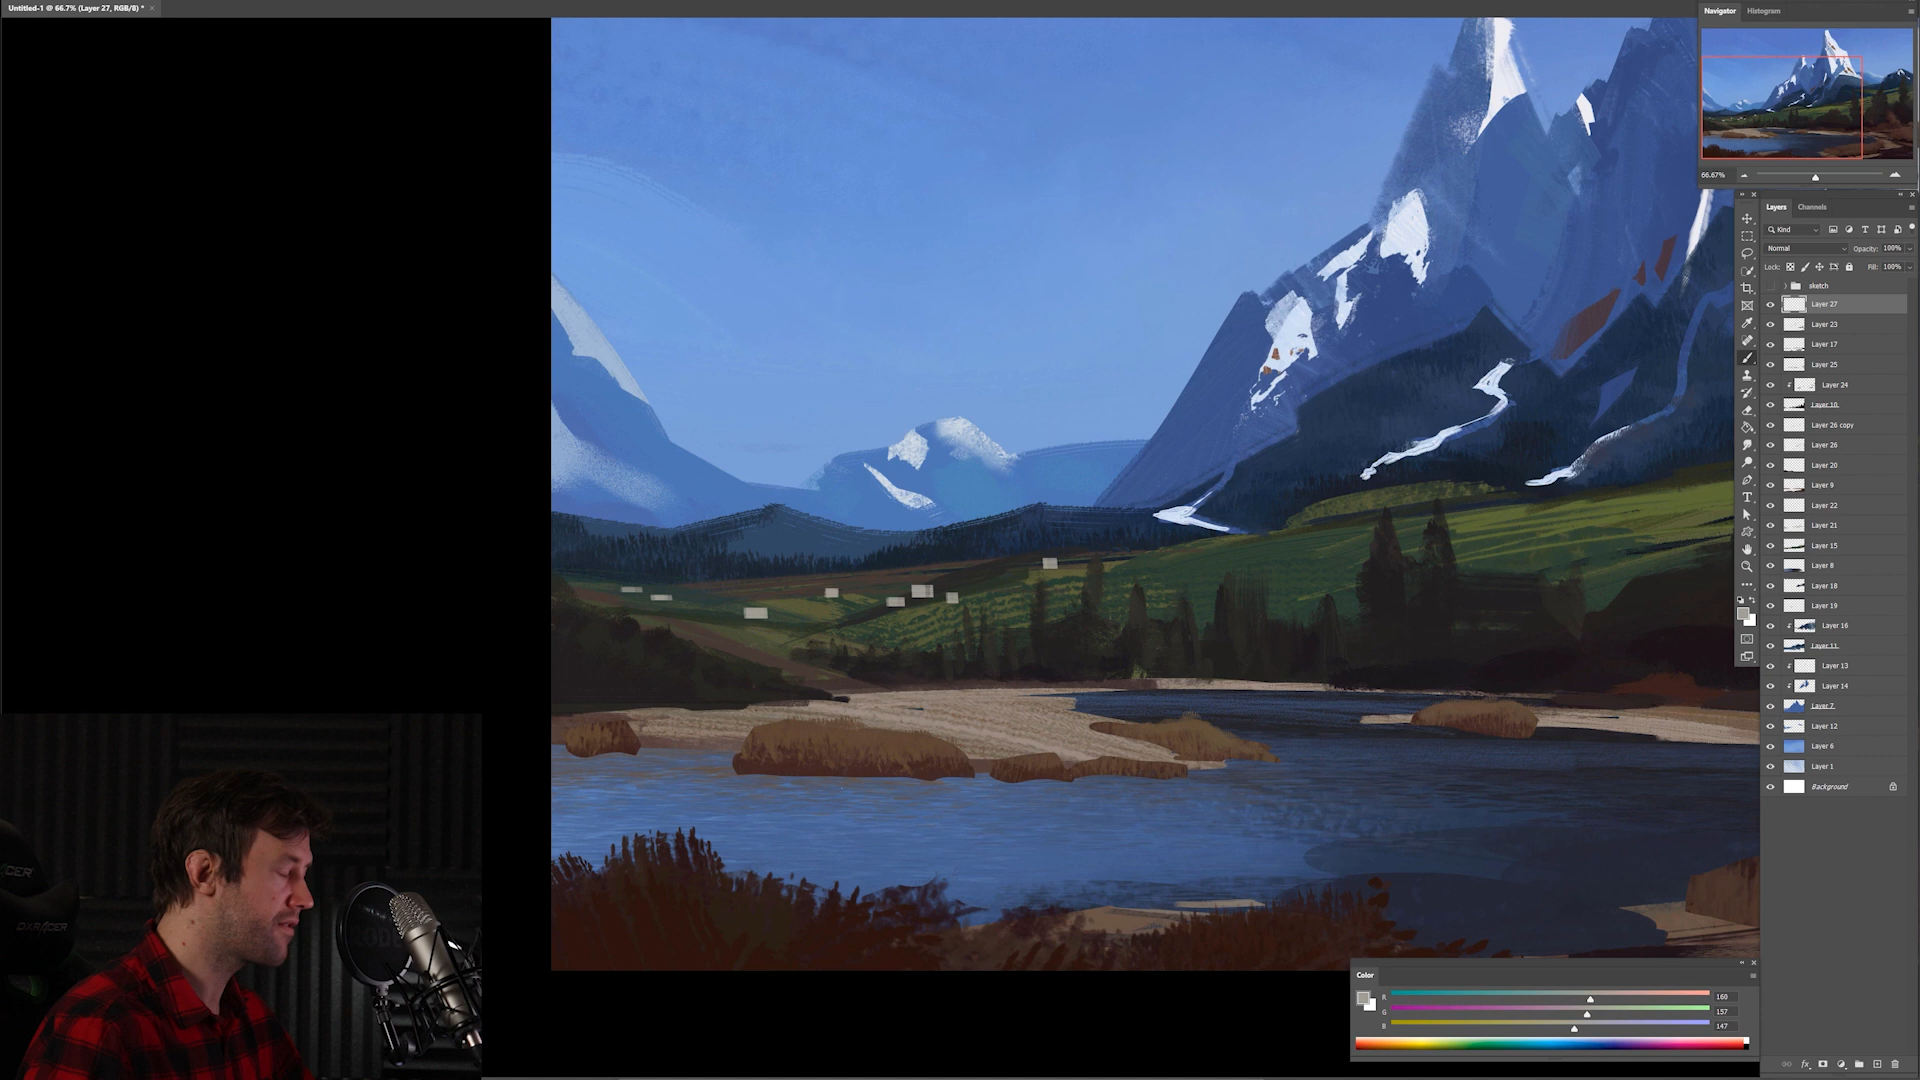 Untitled-1 @ 66.7% (Layer 27, RGB/8) *
Navigator
Histogram
66.67%
Layers
Channels
Kind
Normal
Opacity: 100%
Lock:
Fill: 100%
sketch
Layer 27
Layer 23
Layer 17
Layer 25
Layer 24
Layer 10
Layer 26 copy
Layer 26
Layer 20
Layer 9
Layer 22
Layer 21
Layer 15
Layer 8
Layer 18
Layer 19
Layer 16
Layer 11
Layer 13
Layer 14
Layer 7
Layer 12
Layer 6
Layer 1
Background
Color
R 160
G 157
B 147
DXRACER